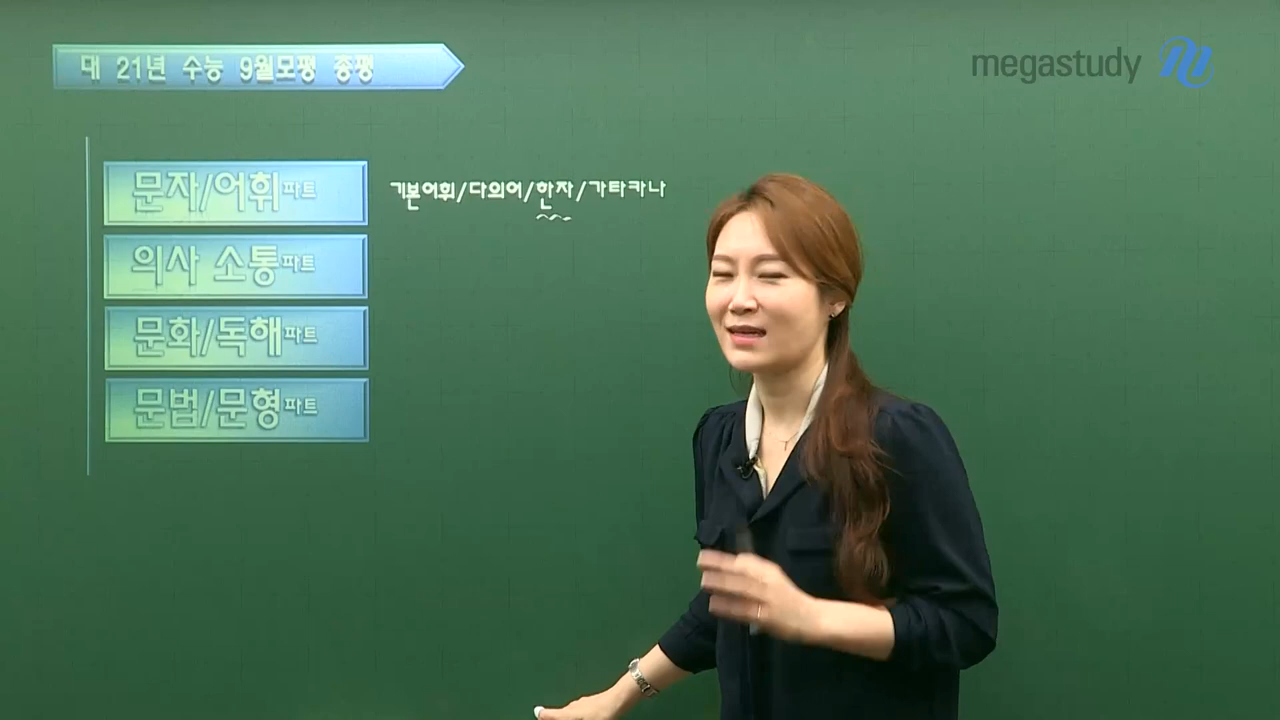 대 21년 수능 9월모평 총평
megastudy
문자/어휘파트
기본어휘/다의어/한자/가타카나
의사 소통파트
문화/독해파트
문법/문형파트